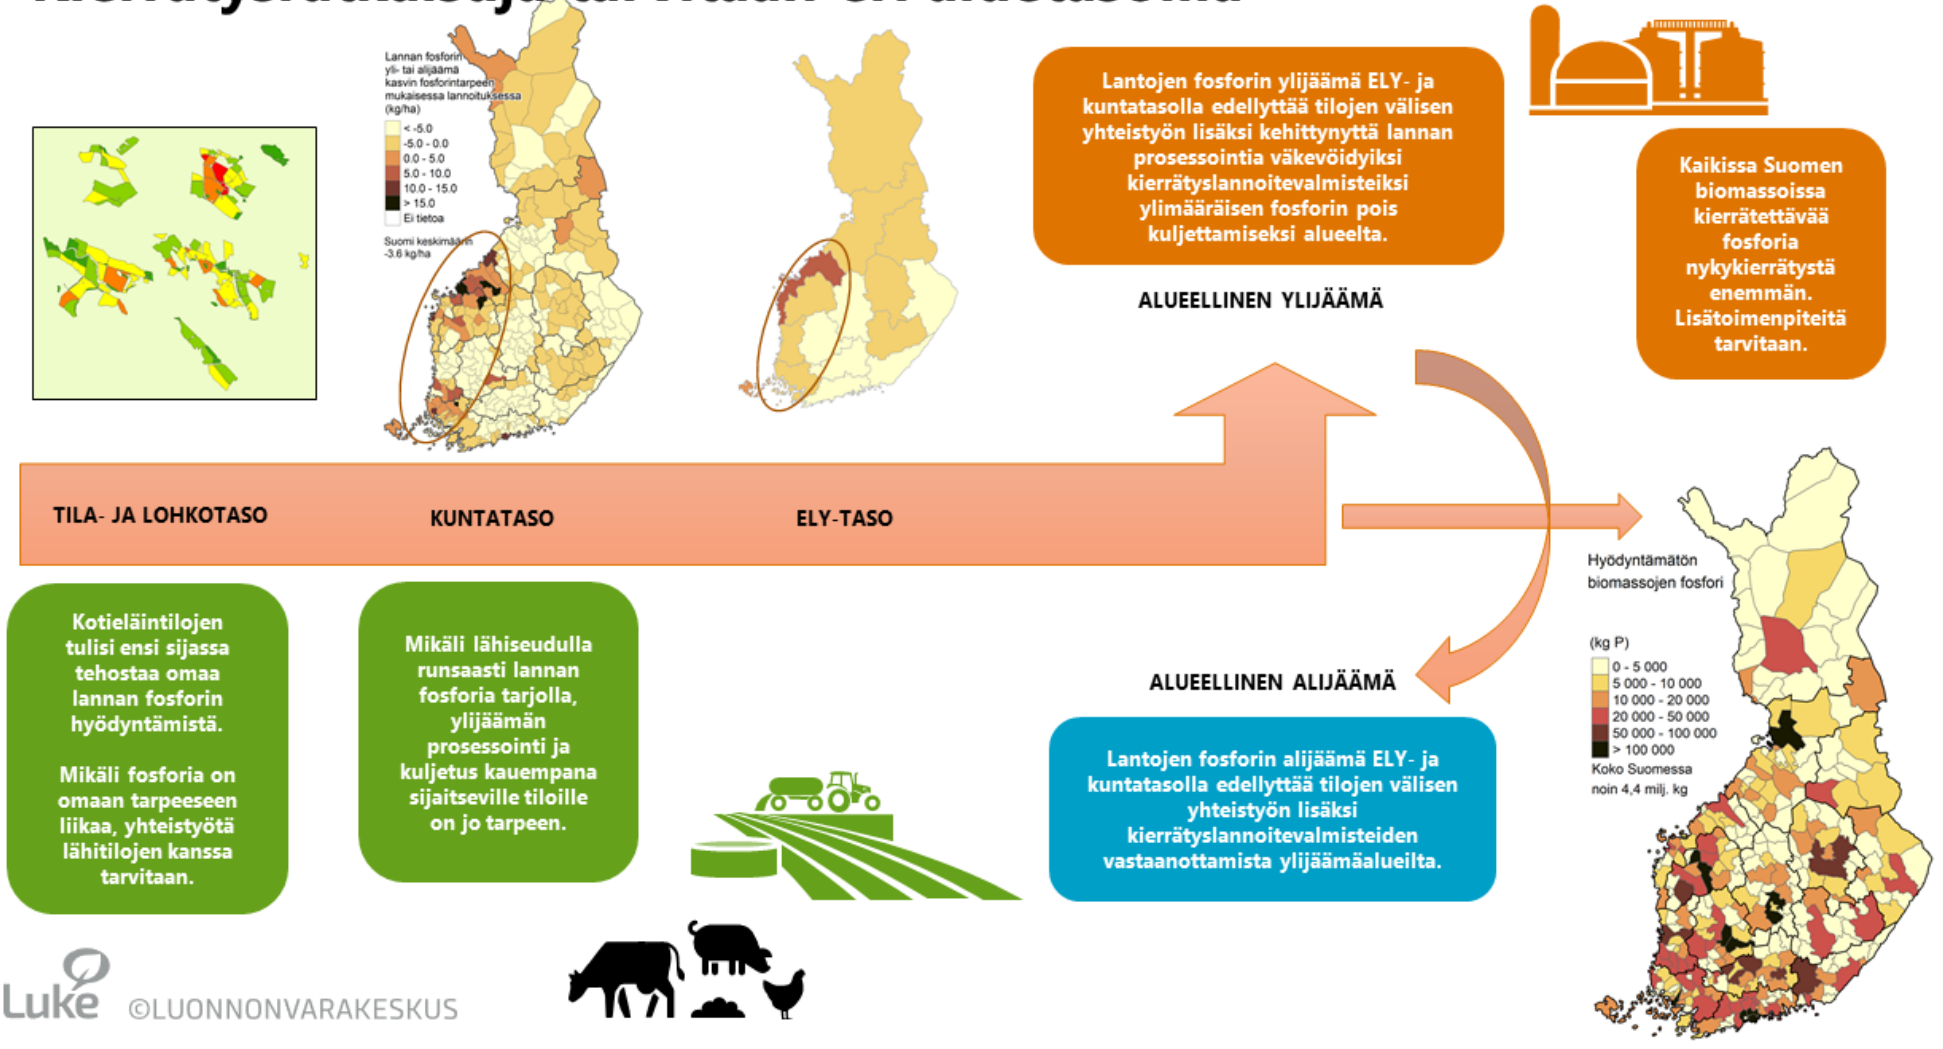 Lannan fosforin
yli- tai alijäämä
kasvin fosforintarpeen
mukaisessa lannoituksessa
(kg/ha)
< -5.0
-5.0 - 0.0
0.0 - 5.0
5.0 - 10.0
10.0 - 15.0
> 15.0
Ei tietoa
Suomi keskimäärin
-3.6 kg/ha
Lantojen fosforin ylijäämä ELY- ja
kuntatasolla edellyttää tilojen välisen
yhteistyön lisäksi kehittynyttä lannan
prosessointia väkevöidyiksi
kierrätyslannoitevalmisteiksi
ylimääräisen fosforin pois
kuljettamiseksi alueelta.
ALUEELLINEN YLIJÄÄMÄ
Kaikissa Suomen
biomassoissa
kierrätettävää
fosforia
nykykierrätystä
enemmän.
Lisätoimenpiteitä
tarvitaan.
TILA- JA LOHKOTASO
KUNTATASO
ELY-TASO
Kotieläintilojen
tulisi ensi sijassa
tehostaa omaa
lannan fosforin
hyödyntämistä.
Mikäli fosforia on
omaan tarpeeseen
liikaa, yhteistyötä
lähitilojen kanssa
tarvitaan.
Mikäli lähiseudulla
runsaasti lannan
fosforia tarjolla,
ylijäämän
prosessointi ja
kuljetus kauempana
sijaitseville tiloille
on jo tarpeen.
ALUEELLINEN ALIJÄÄMÄ
Lantojen fosforin alijäämä ELY- ja
kuntatasolla edellyttää tilojen välisen
yhteistyön lisäksi
kierrätyslannoitevalmisteiden
vastaanottamista ylijäämäalueilta.
Hyödyntämätön
biomassojen fosfori
(kg P)
0 - 5 000
5 000 - 10 000
10 000 - 20 000
20 000 - 50 000
50 000 - 100 000
> 100 000
Koko Suomessa
noin 4,4 milj. kg
Luke
©LUONNONVARAKESKUS